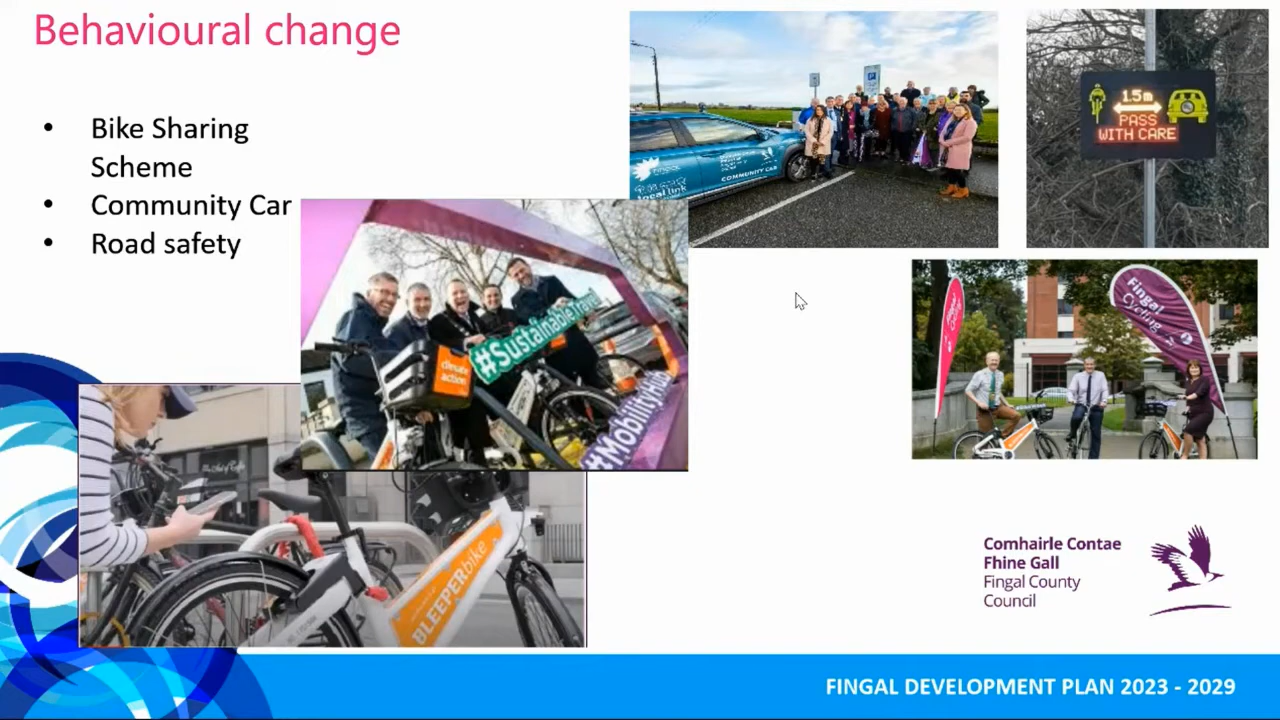 Behavioural change
• Bike Sharing
Scheme
• Community Car
• Road safety
local link
COMMUNITY CAR
1.5m
PASS
WITH CARE
climate
action
#SustainableTravel
#MobilityHub
Fingal
Cycling
BLEEPERbike
Comhairle Contae
Fhine Gall
Fingal County
Council
FINGAL DEVELOPMENT PLAN 2023 - 2029